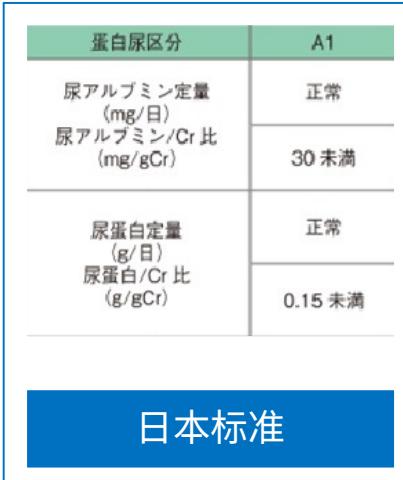 蛋白尿区分 A1
尿アルブミン定量
(mg/日)
尿アルブミン/Cr 比
(mg/gCr)
正常
30 未満
尿蛋白定量
(g/日)
尿蛋白/Cr 比
(g/gCr)
正常
0.15 未満
日本标准